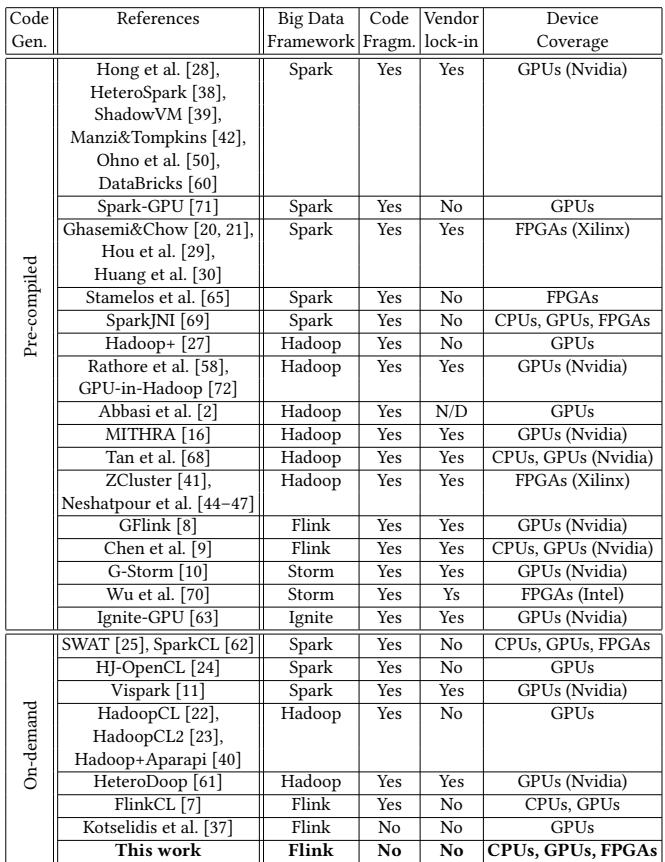 Code References Big Data Code Vendor Device
Gen. Framework Fragm. lock-in Coverage
Pre-compiled
Hong et al. [28], Spark Yes Yes GPUs (Nvidia)
HeteroSpark [38],
ShadowVM [39],
Manzi&Tompkins [42],
Ohno et al. [50],
DataBricks [60]
Spark-GPU [71] Spark Yes No GPUs
Ghasemi&Chow [20, 21], Spark Yes Yes FPGAs (Xilinx)
Hou et al. [29],
Huang et al. [30]
Stamelos et al. [65] Spark Yes No FPGAs
SparkJNI [69] Spark Yes No CPUs, GPUs, FPGAs
Hadoop+ [27] Hadoop Yes No GPUs
Rathore et al. [58], Hadoop Yes Yes GPUs (Nvidia)
GPU-in-Hadoop [72]
Abbasi et al. [2] Hadoop Yes N/D GPUs
MITHRA [16] Hadoop Yes Yes GPUs (Nvidia)
Tan et al. [68] Hadoop Yes Yes CPUs, GPUs (Nvidia)
ZCluster [41], Hadoop Yes Yes FPGAs (Xilinx)
Neshatpour et al. [44–47]
GFlink [8] Flink Yes Yes GPUs (Nvidia)
Chen et al. [9] Flink Yes Yes CPUs, GPUs (Nvidia)
G-Storm [10] Storm Yes Yes GPUs (Nvidia)
Wu et al. [70] Storm Yes Ys FPGAs (Intel)
Ignite-GPU [63] Ignite Yes Yes GPUs (Nvidia)
On-demand
SWAT [25], SparkCL [62] Spark Yes No CPUs, GPUs, FPGAs
HJ-OpenCL [24] Spark Yes No GPUs
Vispark [11] Spark Yes Yes GPUs (Nvidia)
HadoopCL [22], Hadoop Yes No GPUs
HadoopCL2 [23],
Hadoop+Aparapi [40]
HeteroDoop [61] Hadoop Yes Yes GPUs (Nvidia)
FlinkCL [7] Flink Yes No CPUs, GPUs
Kotselidis et al. [37] Flink No No GPUs
This work Flink No No CPUs, GPUs, FPGAs